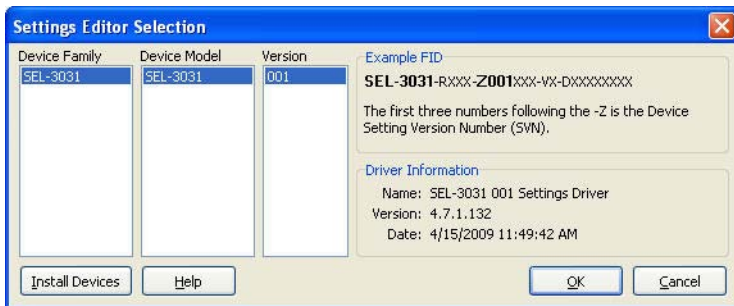 Settings Editor Selection
Device Family
Device Model
Version
SEL-3031
SEL-3031
001
Example FID
SEL-3031-RXXX-Z001XXX-VX-DXXXXXXXX
The first three numbers following the -Z is the Device
Setting Version Number (SVN).
Driver Information
Name: SEL-3031 001 Settings Driver
Version: 4.7.1.132
Date: 4/15/2009 11:49:42 AM
Install Devices
Help
OK
Cancel